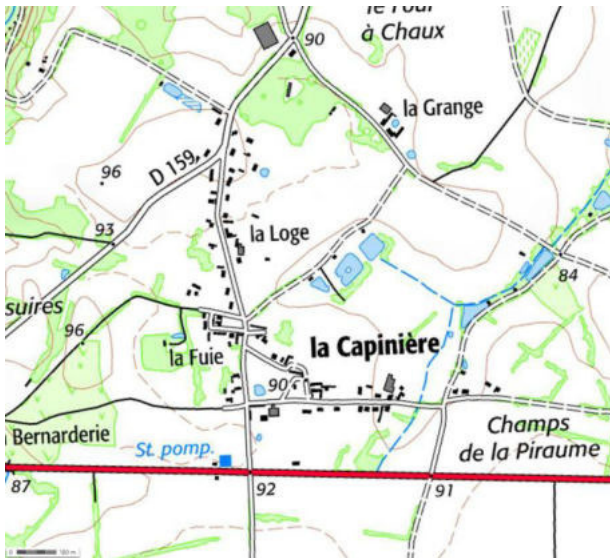 le Four
à Chaux
90
la Grange
96
D 159
93
la Loge
84
suires
96
la Fuie
la Capinière
90
Bernarderie
St. pomp.
Champs
de la Piraume
87
92
91